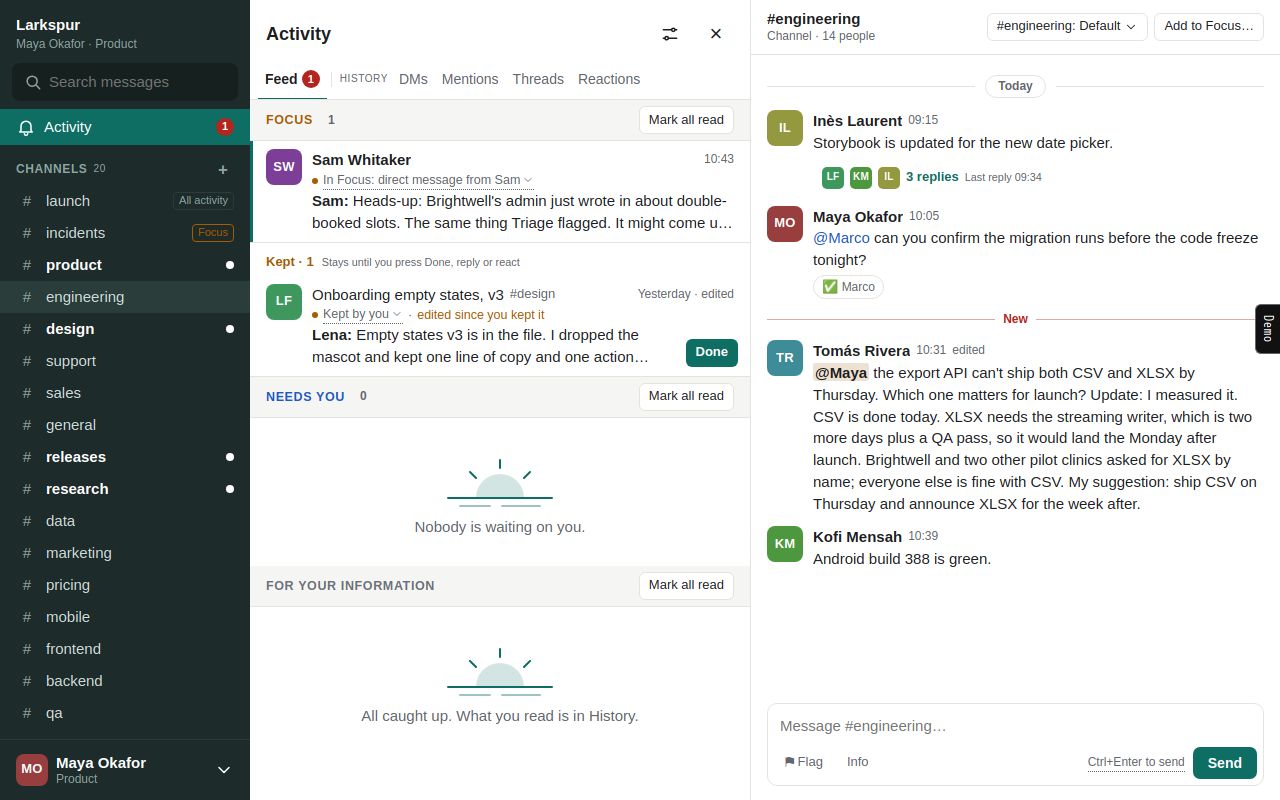 Larkspur
Maya Okafor · Product
Search messages
Activity
1
CHANNELS 20 +
# launch All activity
# incidents Focus
# product
# engineering
# design
# support
# sales
# general
# releases
# research
# data
# marketing
# pricing
# mobile
# frontend
# backend
# qa
MO
Maya Okafor
Product
Activity
Feed 1 HISTORY DMs Mentions Threads Reactions
FOCUS 1 Mark all read
SW
Sam Whitaker 10:43
In Focus: direct message from Sam
Sam: Heads-up: Brightwell's admin just wrote in about double-
booked slots. The same thing Triage flagged. It might come u…
Kept · 1 Stays until you press Done, reply or react
LF
Onboarding empty states, v3 #design Yesterday · edited
Kept by you · edited since you kept it
Lena: Empty states v3 is in the file. I dropped the
mascot and kept one line of copy and one action…
Done
NEEDS YOU 0 Mark all read
Nobody is waiting on you.
FOR YOUR INFORMATION Mark all read
All caught up. What you read is in History.
#engineering
Channel · 14 people
#engineering: Default
Add to Focus…
Today
IL
Inès Laurent 09:15
Storybook is updated for the new date picker.
LF KM IL 3 replies Last reply 09:34
MO
Maya Okafor 10:05
@Marco can you confirm the migration runs before the code freeze
tonight?
✅ Marco
New
TR
Tomás Rivera 10:31 edited
@Maya the export API can't ship both CSV and XLSX by
Thursday. Which one matters for launch? Update: I measured it.
CSV is done today. XLSX needs the streaming writer, which is two
more days plus a QA pass, so it would land the Monday after
launch. Brightwell and two other pilot clinics asked for XLSX by
name; everyone else is fine with CSV. My suggestion: ship CSV on
Thursday and announce XLSX for the week after.
KM
Kofi Mensah 10:39
Android build 388 is green.
Message #engineering…
Flag Info Ctrl+Enter to send Send
Demo